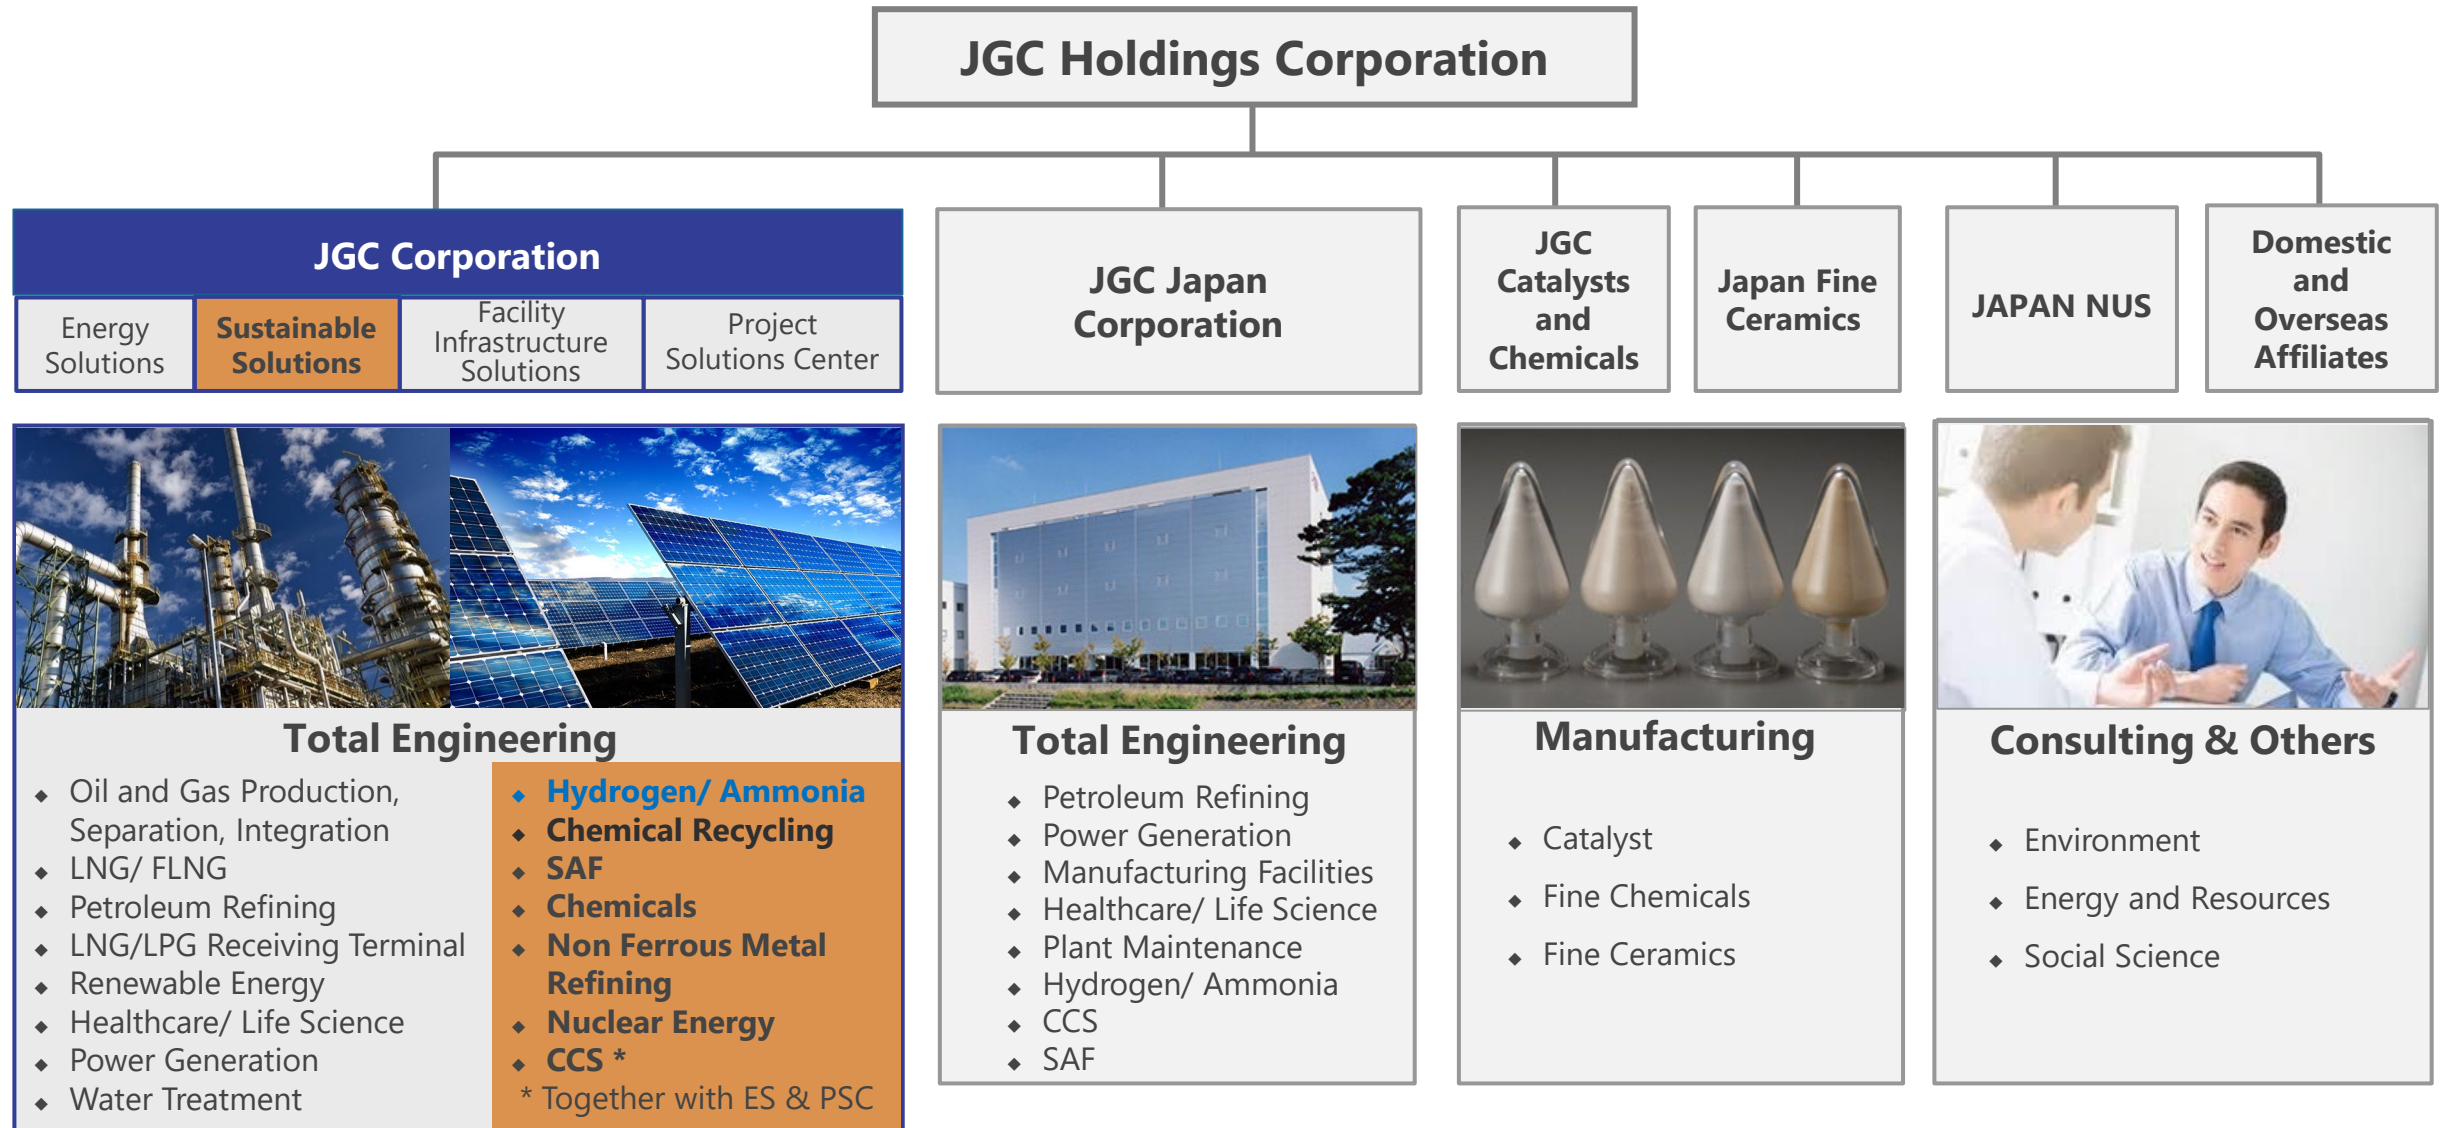 JGC Holdings Corporation
JGC Corporation
Energy
Solutions
Sustainable
Solutions
Facility
Infrastructure
Solutions
Project
Solutions Center
JGC Japan
Corporation
JGC
Catalysts
and
Chemicals
Japan Fine
Ceramics
JAPAN NUS
Domestic
and
Overseas
Affiliates
Total Engineering
◆ Oil and Gas Production,
Separation, Integration
◆ LNG/ FLNG
◆ Petroleum Refining
◆ LNG/LPG Receiving Terminal
◆ Renewable Energy
◆ Healthcare/ Life Science
◆ Power Generation
◆ Water Treatment
◆ Hydrogen/ Ammonia
◆ Chemical Recycling
◆ SAF
◆ Chemicals
◆ Non Ferrous Metal
Refining
◆ Nuclear Energy
◆ CCS *
* Together with ES & PSC
Total Engineering
◆ Petroleum Refining
◆ Power Generation
◆ Manufacturing Facilities
◆ Healthcare/ Life Science
◆ Plant Maintenance
◆ Hydrogen/ Ammonia
◆ CCS
◆ SAF
Manufacturing
◆ Catalyst
◆ Fine Chemicals
◆ Fine Ceramics
Consulting & Others
◆ Environment
◆ Energy and Resources
◆ Social Science